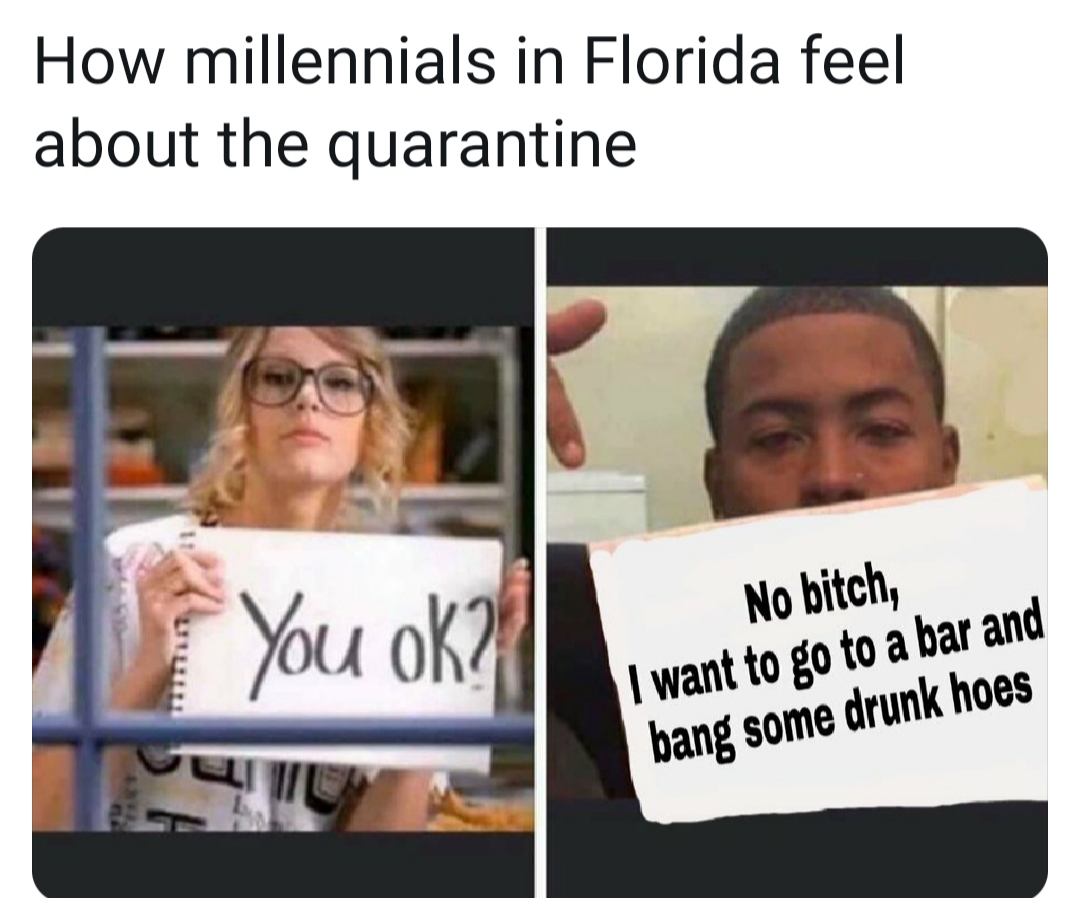 How millennials in Florida feel
about the quarantine
You ok?
No bitch,
I want to go to a bar and
bang some drunk hoes